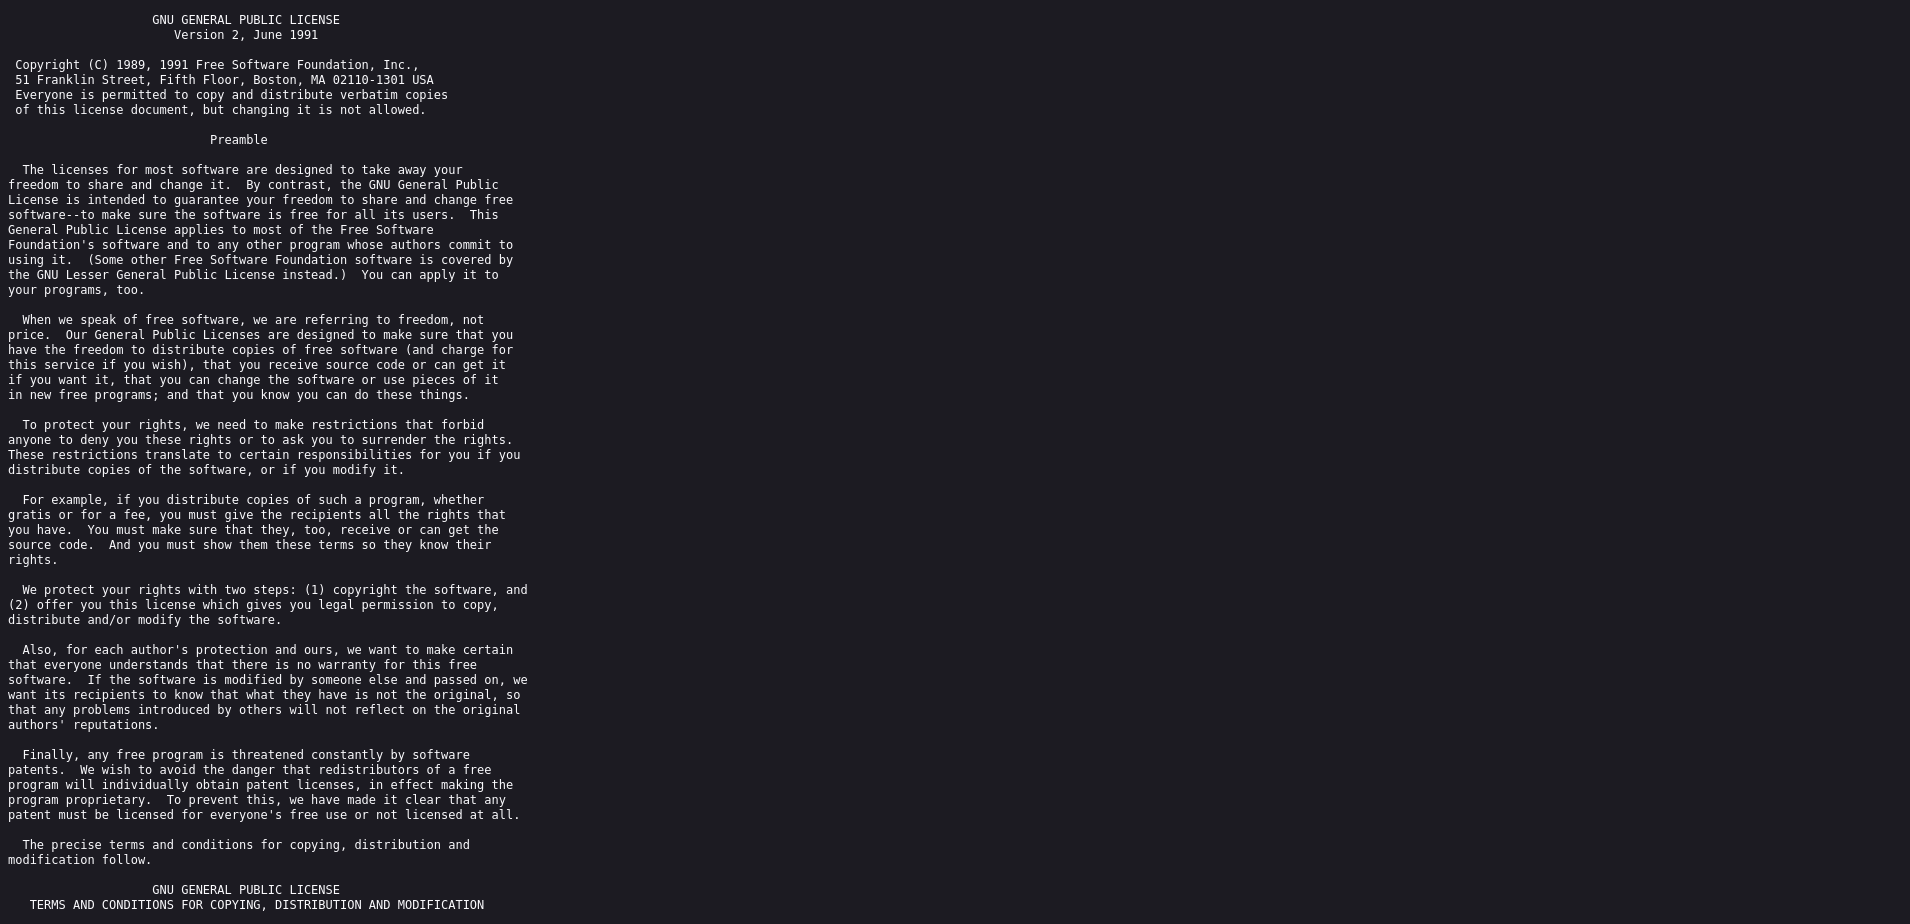 GNU GENERAL PUBLIC LICENSE
Version 2, June 1991
Copyright (C) 1989, 1991 Free Software Foundation, Inc.,
51 Franklin Street, Fifth Floor, Boston, MA 02110-1301 USA
Everyone is permitted to copy and distribute verbatim copies
of this license document, but changing it is not allowed.
Preamble
The licenses for most software are designed to take away your
freedom to share and change it.  By contrast, the GNU General Public
License is intended to guarantee your freedom to share and change free
software--to make sure the software is free for all its users.  This
General Public License applies to most of the Free Software
Foundation's software and to any other program whose authors commit to
using it.  (Some other Free Software Foundation software is covered by
the GNU Lesser General Public License instead.)  You can apply it to
your programs, too.
When we speak of free software, we are referring to freedom, not
price.  Our General Public Licenses are designed to make sure that you
have the freedom to distribute copies of free software (and charge for
this service if you wish), that you receive source code or can get it
if you want it, that you can change the software or use pieces of it
in new free programs; and that you know you can do these things.
To protect your rights, we need to make restrictions that forbid
anyone to deny you these rights or to ask you to surrender the rights.
These restrictions translate to certain responsibilities for you if you
distribute copies of the software, or if you modify it.
For example, if you distribute copies of such a program, whether
gratis or for a fee, you must give the recipients all the rights that
you have.  You must make sure that they, too, receive or can get the
source code.  And you must show them these terms so they know their
rights.
We protect your rights with two steps: (1) copyright the software, and
(2) offer you this license which gives you legal permission to copy,
distribute and/or modify the software.
Also, for each author's protection and ours, we want to make certain
that everyone understands that there is no warranty for this free
software.  If the software is modified by someone else and passed on, we
want its recipients to know that what they have is not the original, so
that any problems introduced by others will not reflect on the original
authors' reputations.
Finally, any free program is threatened constantly by software
patents.  We wish to avoid the danger that redistributors of a free
program will individually obtain patent licenses, in effect making the
program proprietary.  To prevent this, we have made it clear that any
patent must be licensed for everyone's free use or not licensed at all.
The precise terms and conditions for copying, distribution and
modification follow.
GNU GENERAL PUBLIC LICENSE
TERMS AND CONDITIONS FOR COPYING, DISTRIBUTION AND MODIFICATION